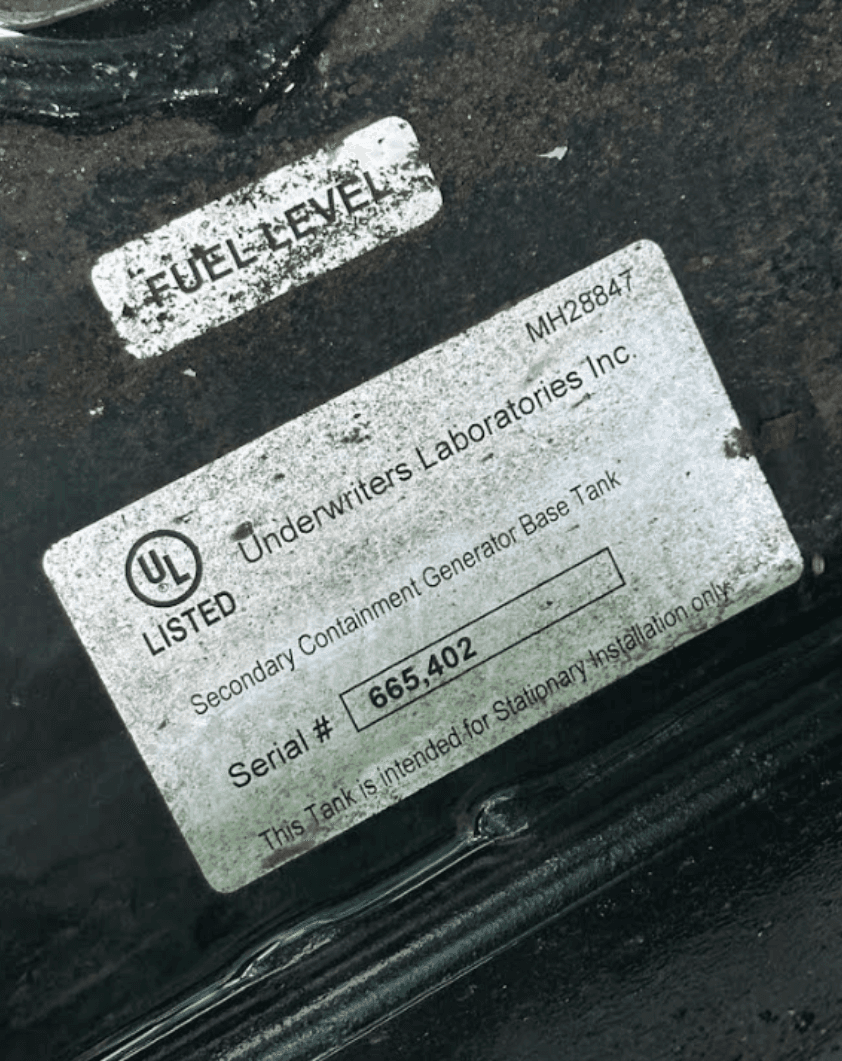 FUEL LEVEL
MH28847
UL
®
LISTED
Underwriters Laboratories Inc.
Secondary Containment Generator Base Tank
Serial # 665,402
This Tank is intended for Stationary Installation only.